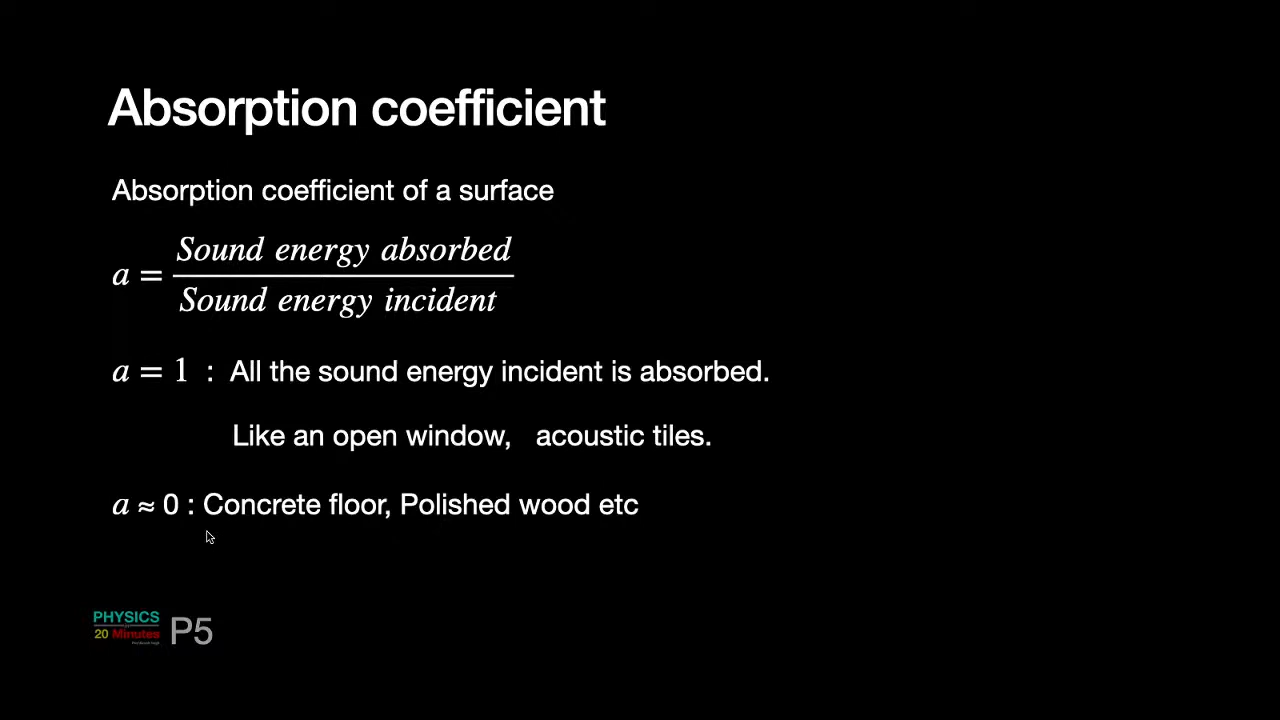 Absorption coefficient
Absorption coefficient of a surface
a = Sound energy absorbed / Sound energy incident
a = 1 : All the sound energy incident is absorbed.
Like an open window, acoustic tiles.
a ≈ 0 : Concrete floor, Polished wood etc
PHYSICS
20 Minutes
P5